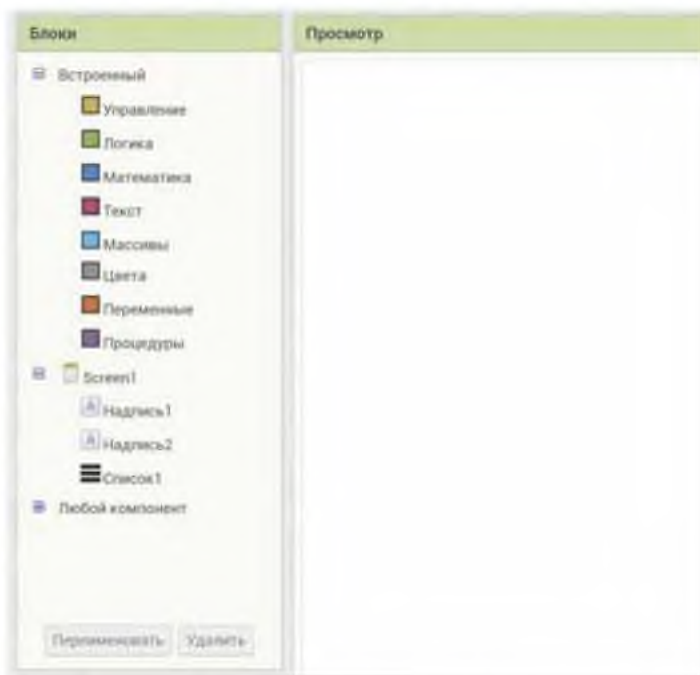 Блоки
Просмотр
Встроенный
Управление
Логика
Математика
Текст
Массивы
Цвета
Переменные
Процедуры
Screen1
A Надпись1
A Надпись2
Список1
Любой компонент
Переименовать Удалить